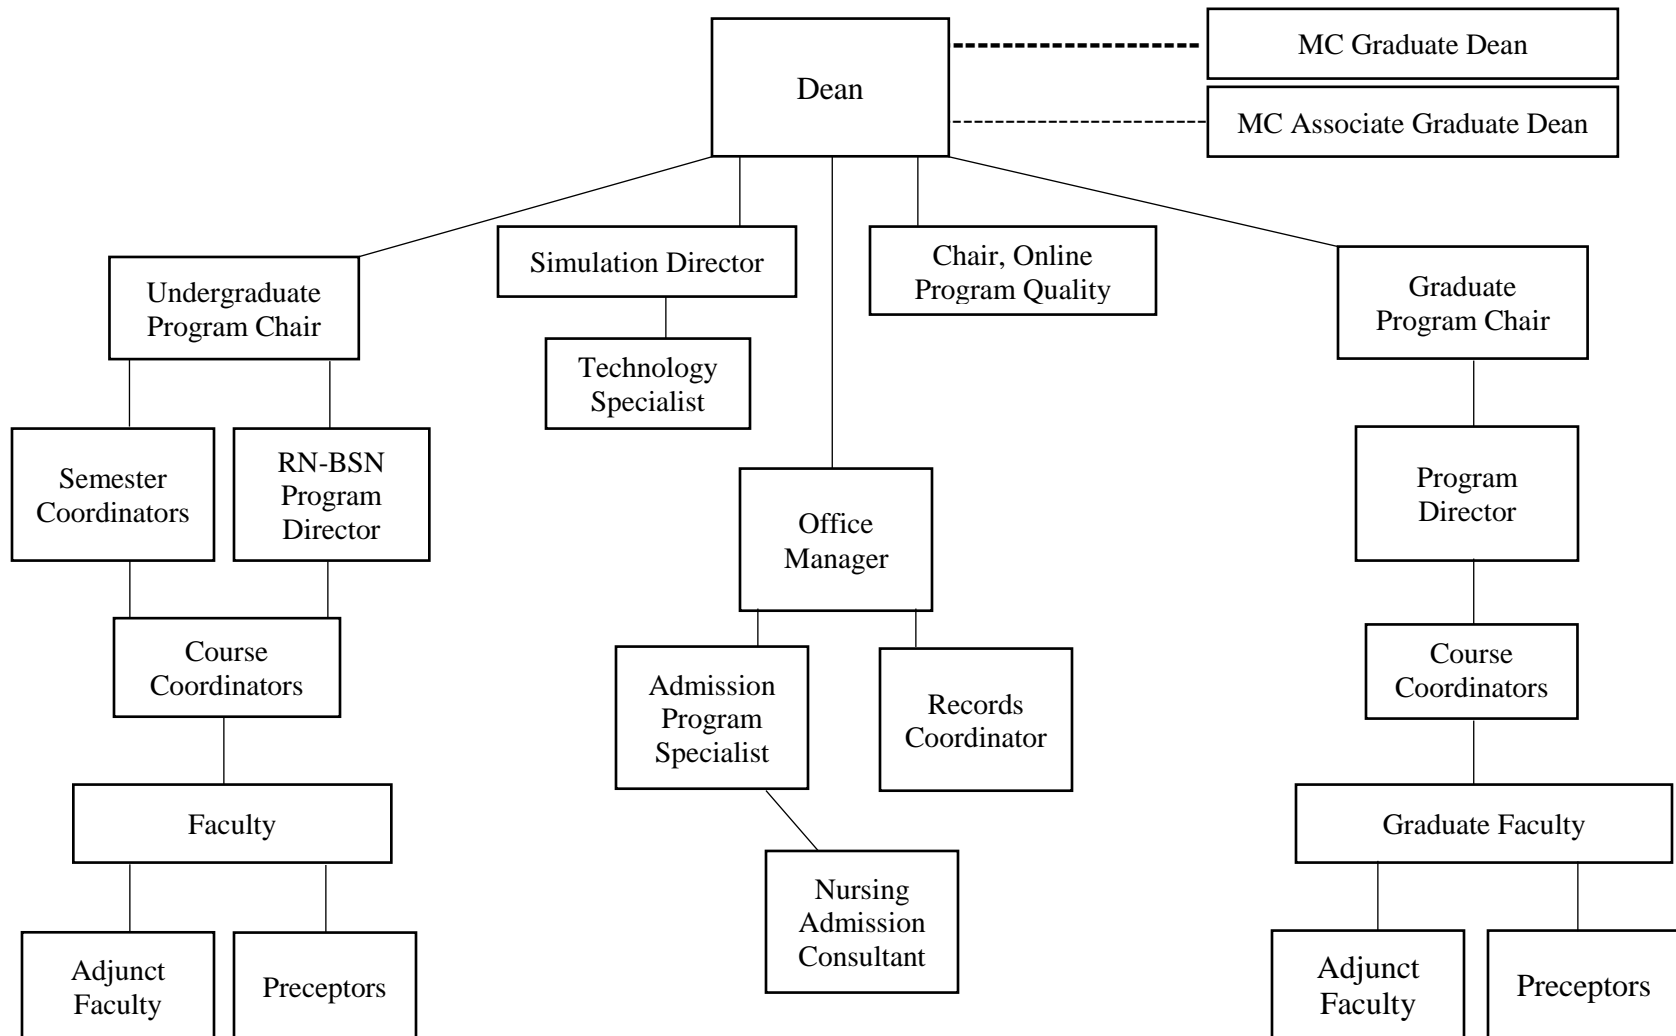 Dean
MC Graduate Dean
MC Associate Graduate Dean
Undergraduate
Program Chair
Simulation Director
Chair, Online
Program Quality
Graduate
Program Chair
Technology
Specialist
Semester
Coordinators
RN-BSN
Program
Director
Office
Manager
Program
Director
Course
Coordinators
Admission
Program
Specialist
Records
Coordinator
Course
Coordinators
Faculty
Graduate Faculty
Nursing
Admission
Consultant
Adjunct
Faculty
Preceptors
Adjunct
Faculty
Preceptors